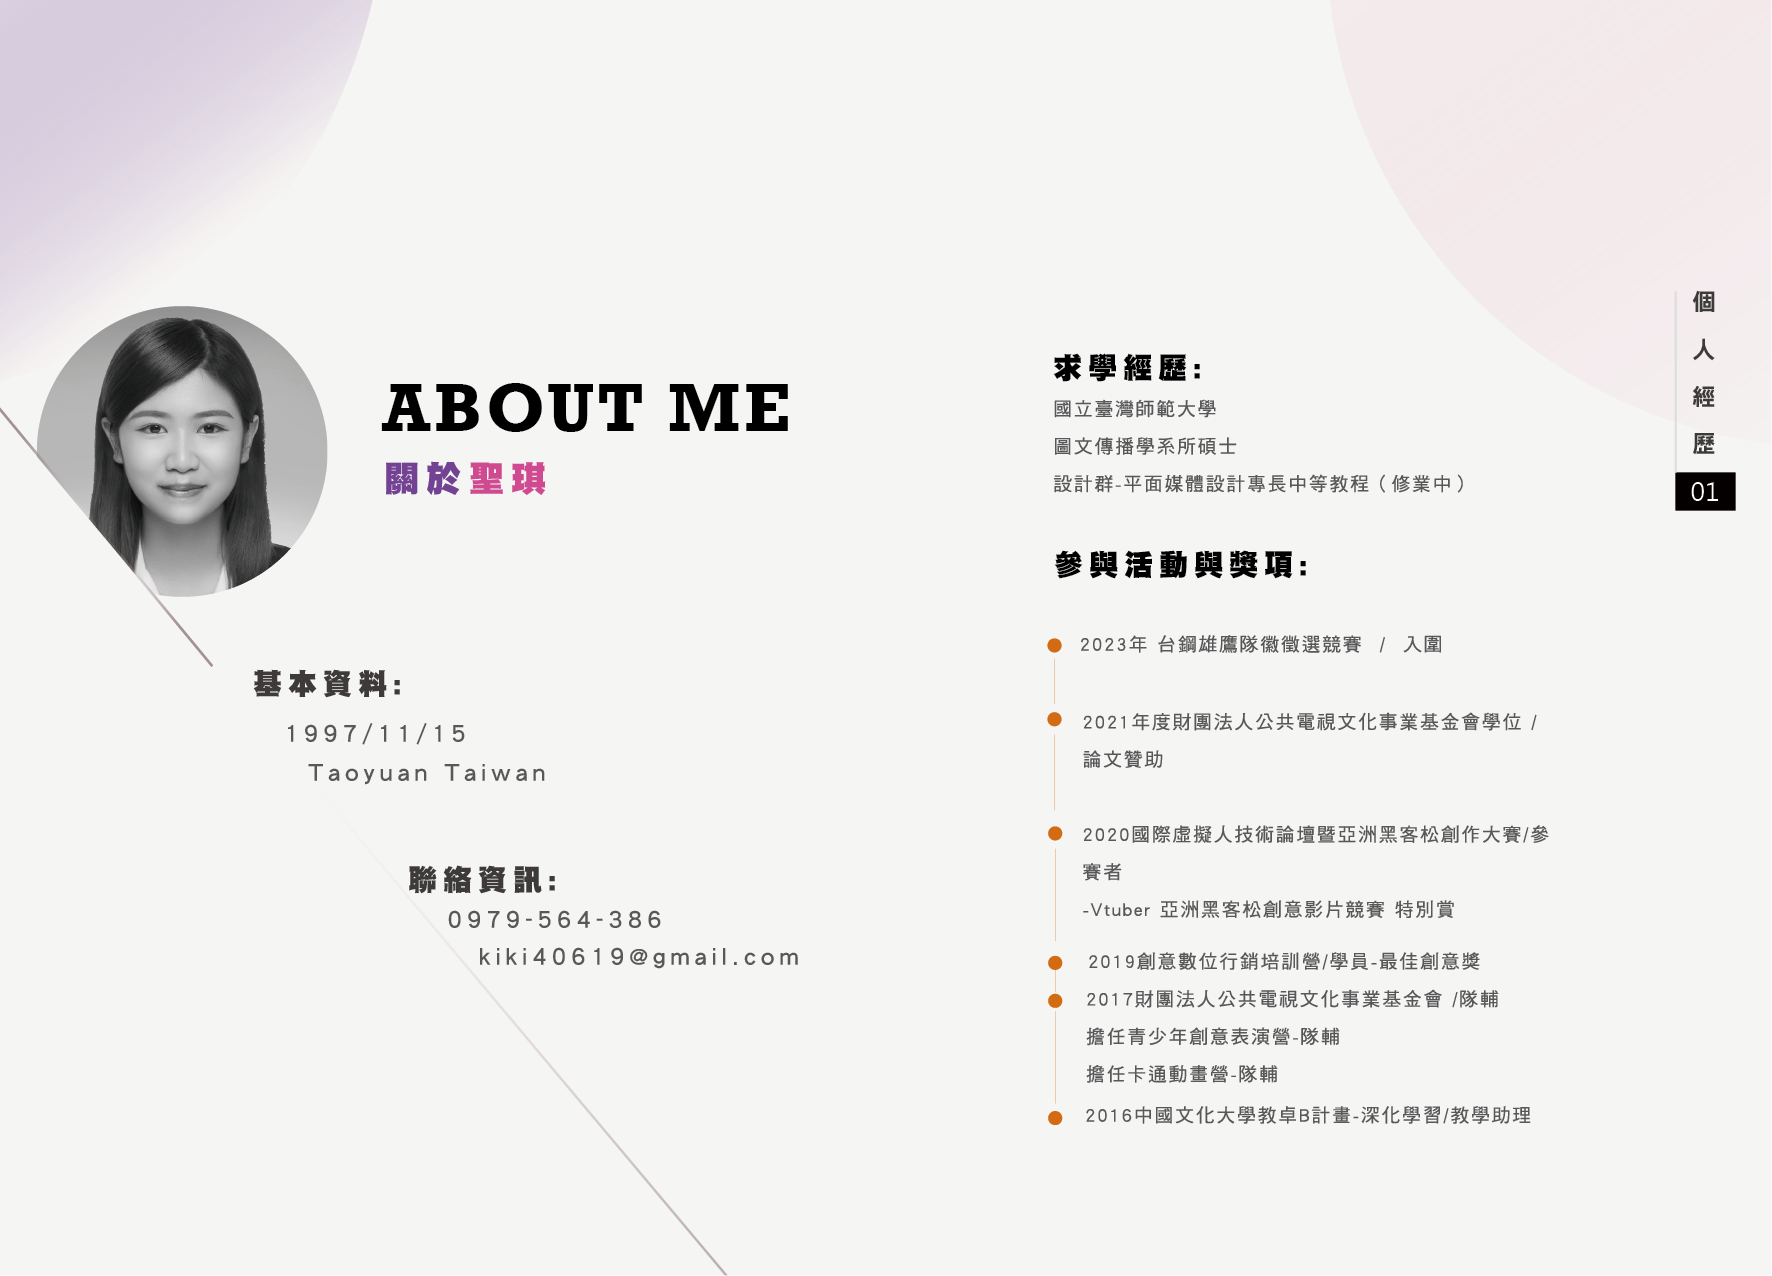 ABOUT ME
關於聖琪
基本資料:
1997/11/15
Taoyuan Taiwan
聯絡資訊:
0979-564-386
kiki40619@gmail.com
求學經歷:
國立臺灣師範大學
圖文傳播學系所碩士
設計群-平面媒體設計專長中等教程（修業中）
參與活動與獎項:
2023年 台鋼雄鷹隊徽徵選競賽 / 入圍
2021年度財團法人公共電視文化事業基金會學位 /
論文贊助
2020國際虛擬人技術論壇暨亞洲黑客松創作大賽/參
賽者
-Vtuber 亞洲黑客松創意影片競賽 特別賞
2019創意數位行銷培訓營/學員-最佳創意獎
2017財團法人公共電視文化事業基金會 /隊輔
擔任青少年創意表演營-隊輔
擔任卡通動畫營-隊輔
2016中國文化大學教卓B計畫-深化學習/教學助理
個人經歷
01